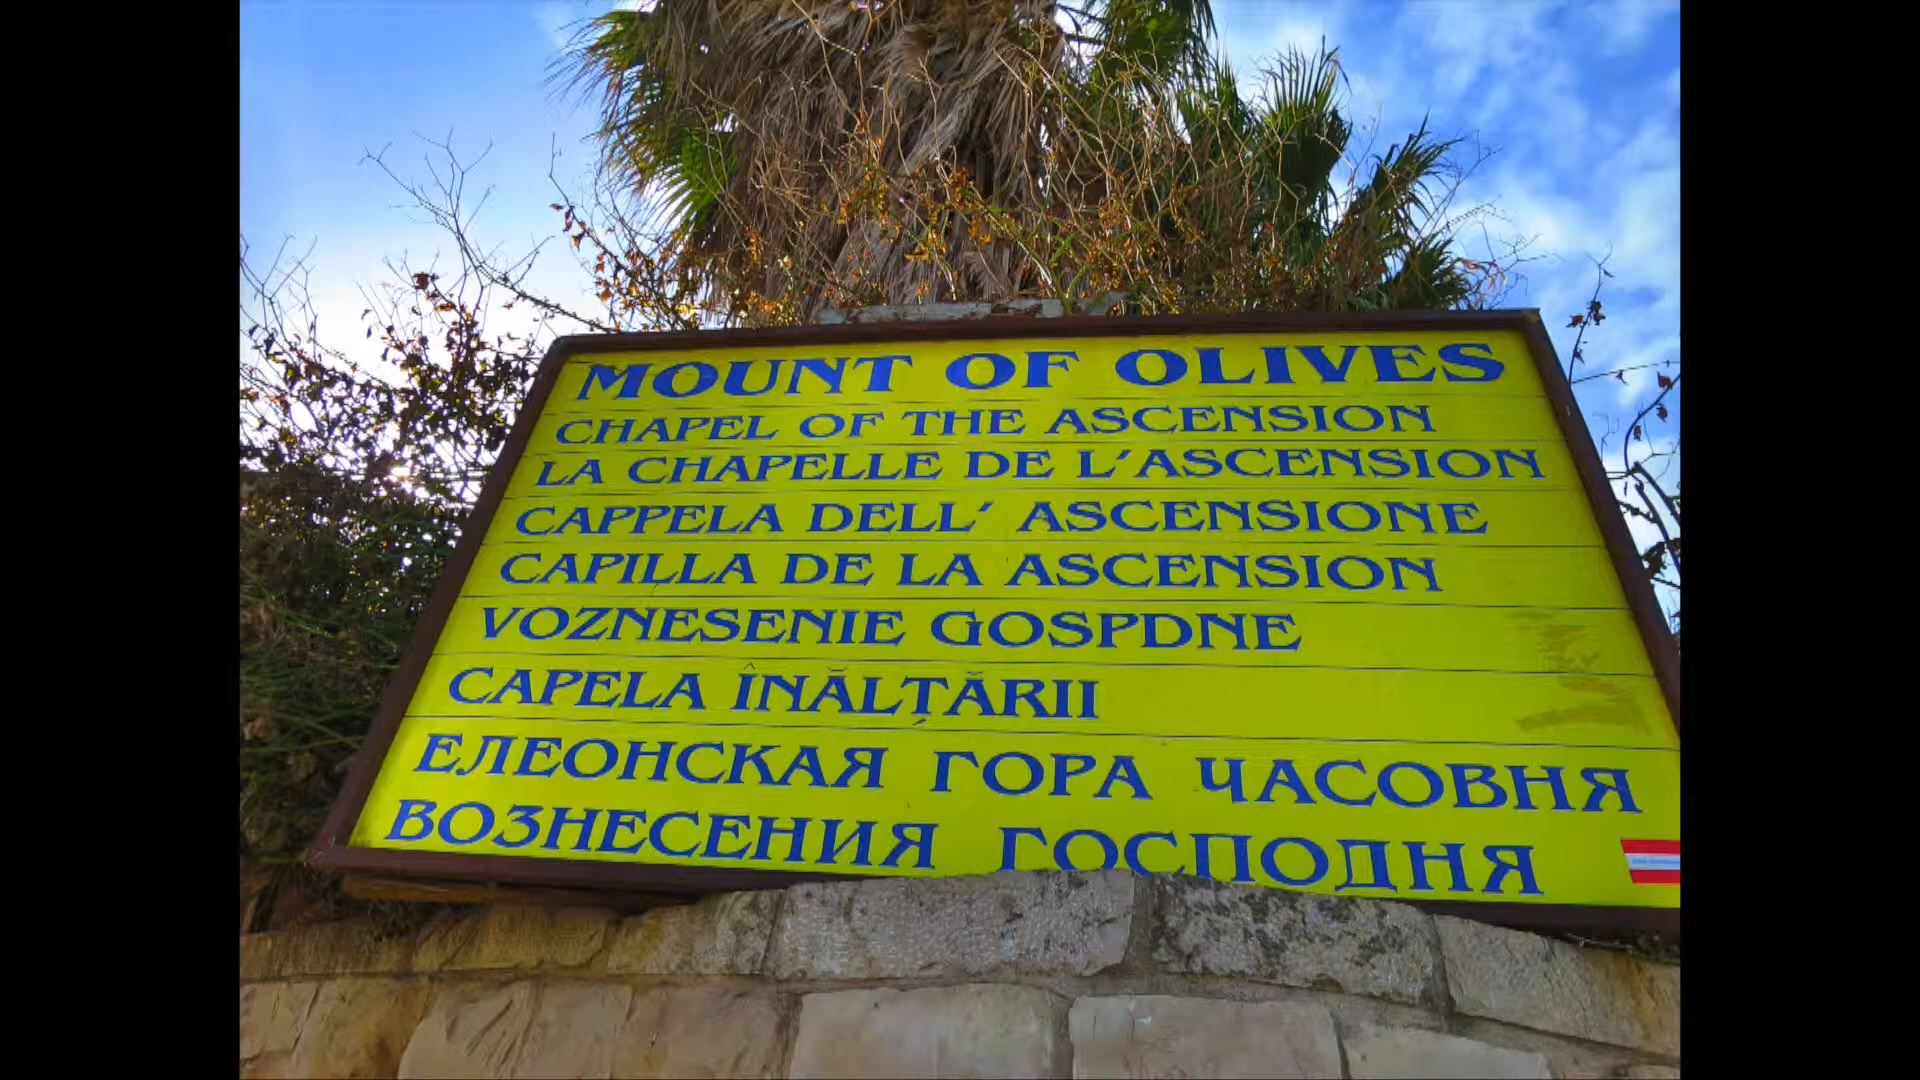 MOUNT OF OLIVES
CHAPEL OF THE ASCENSION
LA CHAPELLE DE L'ASCENSION
CAPPELA DELL' ASCENSIONE
CAPILLA DE LA ASCENSION
VOZNESENIE GOSPDNE
CAPELA ÎNĂLŢĂRII
ЕЛЕОНСКАЯ ГОРА ЧАСОВНЯ
ВОЗНЕСЕНИЯ ГОСПОДНЯ